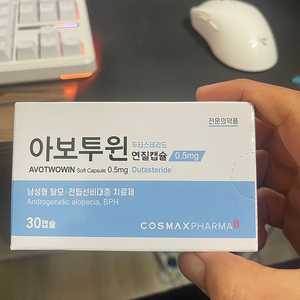 전문의약품
아보투윈 두타스테리드 연질캡슐 0.5mg
AVOTWOWIN Soft Capsule 0.5mg Dutasteride
남성형 탈모·전립선비대증 치료제
Androgenetic alopecia, BPH
30캡슐
COSMAXPHARMA